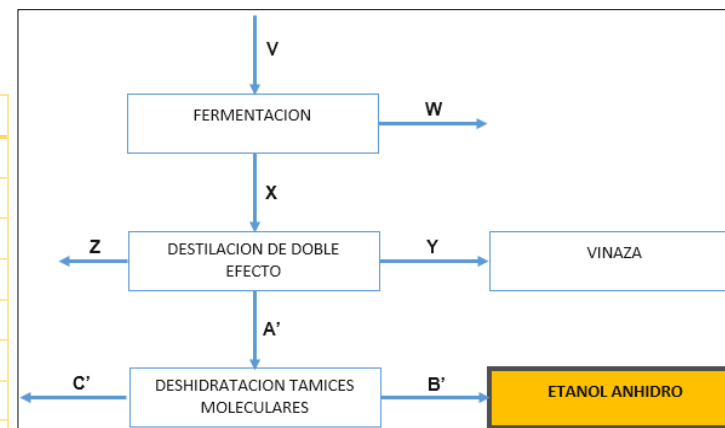 V
FERMENTACION
W
X
Z
DESTILACION DE DOBLE
EFECTO
Y
VINAZA
A'
C'
DESHIDRATACION TAMICES
MOLECULARES
B'
ETANOL ANHIDRO